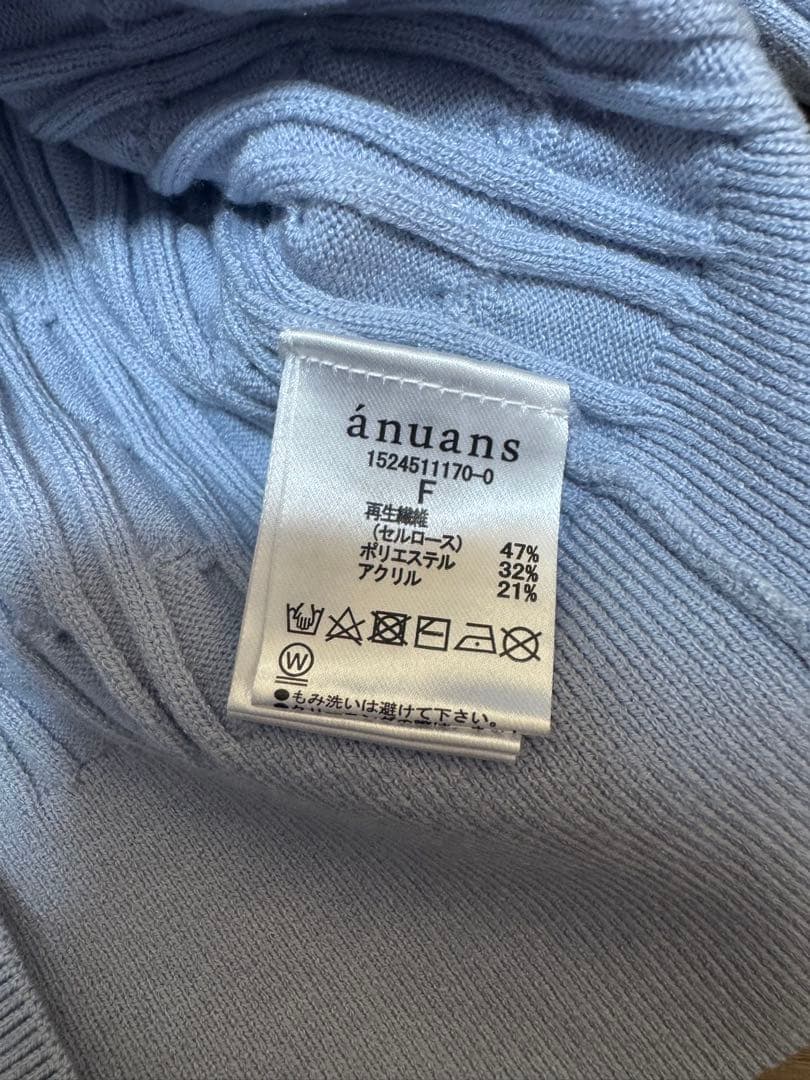 ánuans
1524511170-0
F
再生繊維
(セルロース) 47%
ポリエステル 32%
アクリル 21%
W
●もみ洗いは避けて下さい。